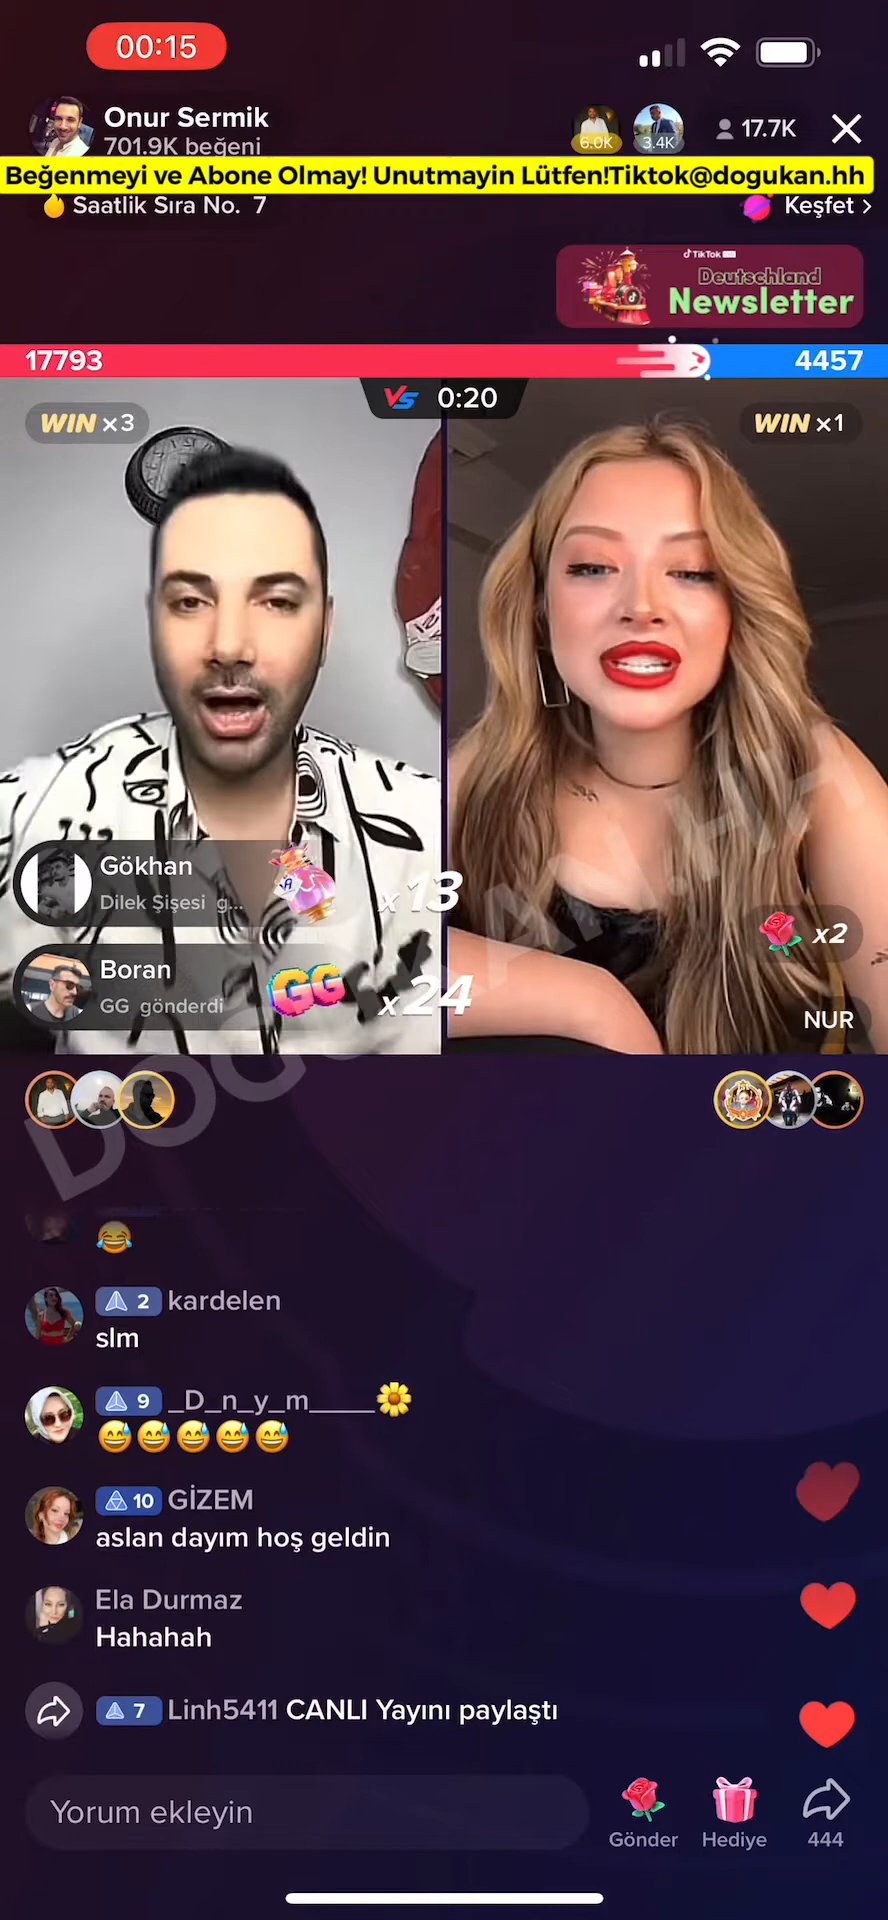 00:15
Onur Sermik
701.9K beğeni
6.0K
3.4K
17.7K
Beğenmeyi ve Abone Olmay! Unutmayin Lütfen!Tiktok@dogukan.hh
Saatlik Sıra No. 7
Keşfet >
TikTok
Deutschland
Newsletter
17793
4457
VS 0:20
WIN x3
WIN x1
Gökhan
Dilek Şişesi g...
x13
Boran
GG gönderdi
GG
x24
x2
NUR
DOGUKAN.HH
2 kardelen
slm
9 _D_n_y_m_____
10 GİZEM
aslan dayım hoş geldin
Ela Durmaz
Hahahah
7 Linh5411 CANLI Yayını paylaştı
Yorum ekleyin
Gönder
Hediye
444